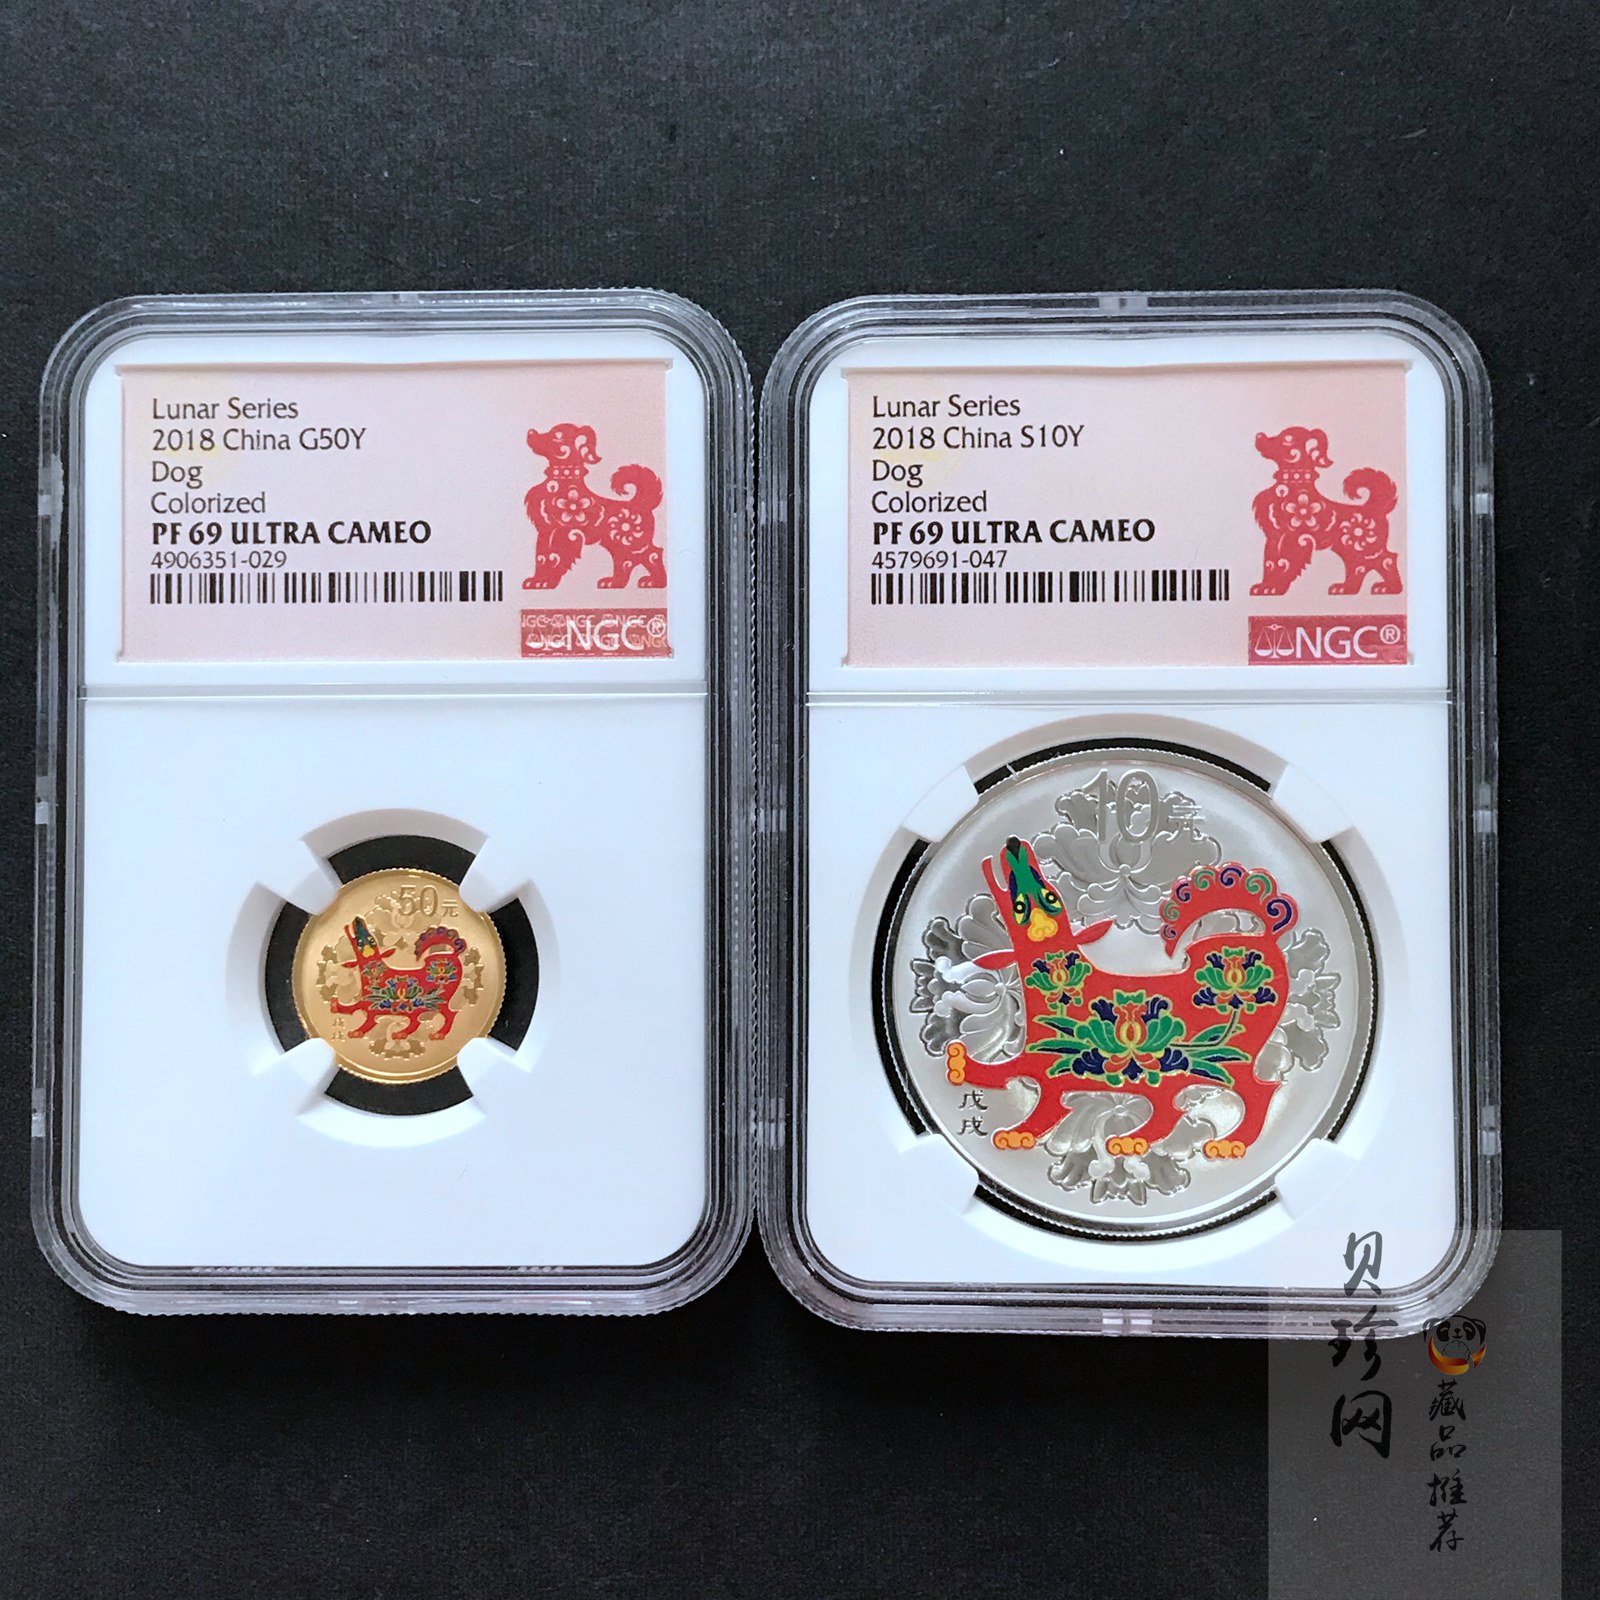 Lunar Series
2018 China G50Y
Dog
Colorized
PF 69 ULTRA CAMEO
4906351-029
NGC®
50元
戊戌
Lunar Series
2018 China S10Y
Dog
Colorized
PF 69 ULTRA CAMEO
4579691-047
NGC®
10元
戊戌
贝珍网
藏品推荐